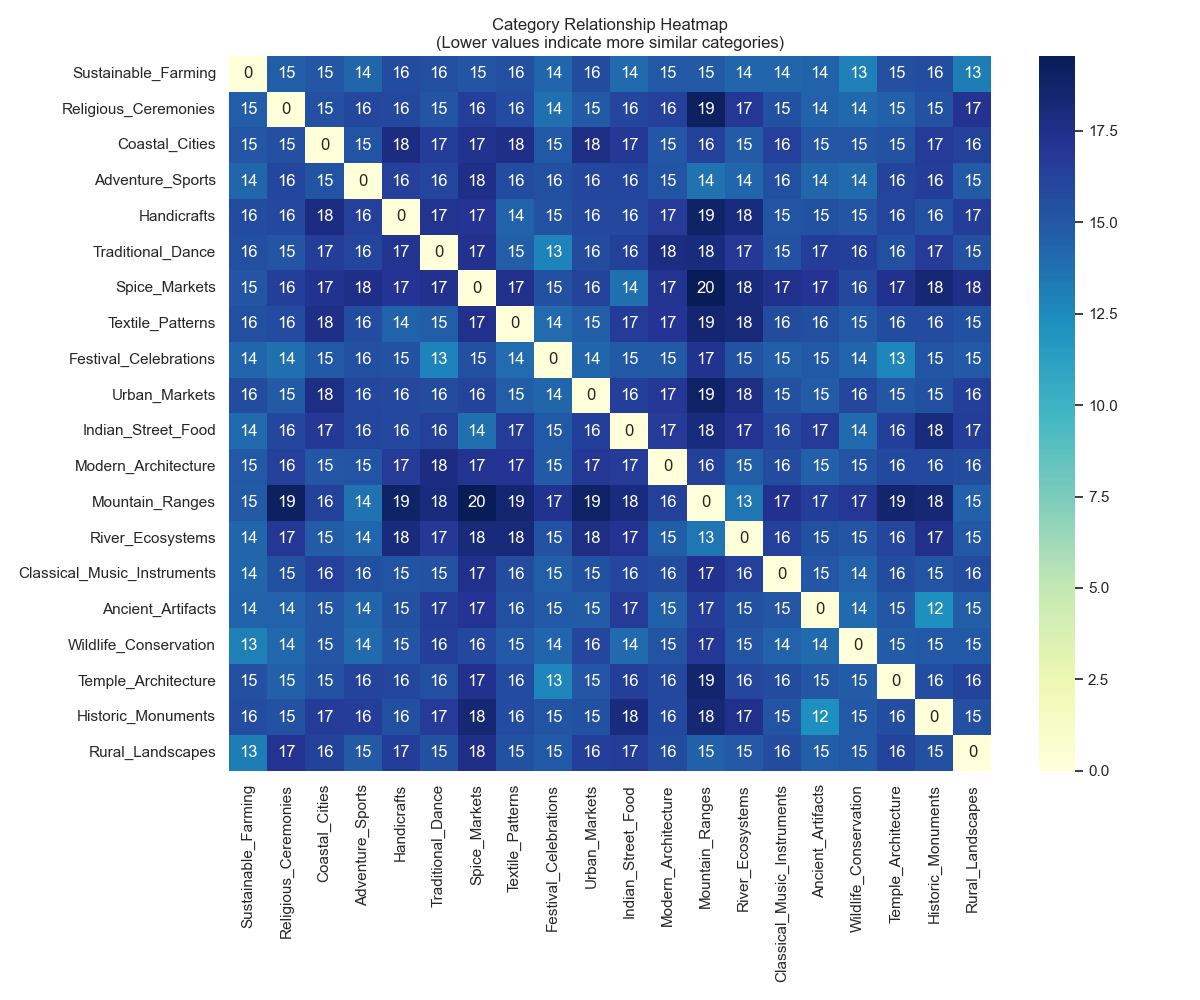 Category Relationship Heatmap
(Lower values indicate more similar categories)
Sustainable_Farming 0 15 15 14 16 16 15 16 14 16 14 15 15 14 14 14 13 15 16 13
Religious_Ceremonies 15 0 15 16 16 15 16 16 14 15 16 16 19 17 15 14 14 15 15 17
Coastal_Cities 15 15 0 15 18 17 17 18 15 18 17 15 16 15 16 15 15 15 17 16
Adventure_Sports 14 16 15 0 16 16 18 16 16 16 16 15 14 14 16 14 14 16 16 15
Handicrafts 16 16 18 16 0 17 17 14 15 16 16 17 19 18 15 15 15 16 16 17
Traditional_Dance 16 15 17 16 17 0 17 15 13 16 16 18 18 17 15 17 16 16 17 15
Spice_Markets 15 16 17 18 17 17 0 17 15 16 14 17 20 18 17 17 16 17 18 18
Textile_Patterns 16 16 18 16 14 15 17 0 14 15 17 17 19 18 16 16 15 16 16 15
Festival_Celebrations 14 14 15 16 15 13 15 14 0 14 15 15 17 15 15 15 14 13 15 15
Urban_Markets 16 15 18 16 16 16 16 15 14 0 16 17 19 18 15 15 16 15 15 16
Indian_Street_Food 14 16 17 16 16 16 14 17 15 16 0 17 18 17 16 17 14 16 18 17
Modern_Architecture 15 16 15 15 17 18 17 17 15 17 17 0 16 15 16 15 15 16 16 16
Mountain_Ranges 15 19 16 14 19 18 20 19 17 19 18 16 0 13 17 17 17 19 18 15
River_Ecosystems 14 17 15 14 18 17 18 18 15 18 17 15 13 0 16 15 15 16 17 15
Classical_Music_Instruments 14 15 16 16 15 15 17 16 15 15 16 16 17 16 0 15 14 16 15 16
Ancient_Artifacts 14 14 15 14 15 17 17 16 15 15 17 15 17 15 15 0 14 15 12 15
Wildlife_Conservation 13 14 15 14 15 16 16 15 14 16 14 15 17 15 14 14 0 15 15 15
Temple_Architecture 15 15 15 16 16 16 17 16 13 15 16 16 19 16 16 15 15 0 16 16
Historic_Monuments 16 15 17 16 16 17 18 16 15 15 18 16 18 17 15 12 15 16 0 15
Rural_Landscapes 13 17 16 15 17 15 18 15 15 16 17 16 15 15 16 15 15 16 15 0
Sustainable_Farming
Religious_Ceremonies
Coastal_Cities
Adventure_Sports
Handicrafts
Traditional_Dance
Spice_Markets
Textile_Patterns
Festival_Celebrations
Urban_Markets
Indian_Street_Food
Modern_Architecture
Mountain_Ranges
River_Ecosystems
Classical_Music_Instruments
Ancient_Artifacts
Wildlife_Conservation
Temple_Architecture
Historic_Monuments
Rural_Landscapes
17.5
15.0
12.5
10.0
7.5
5.0
2.5
0.0